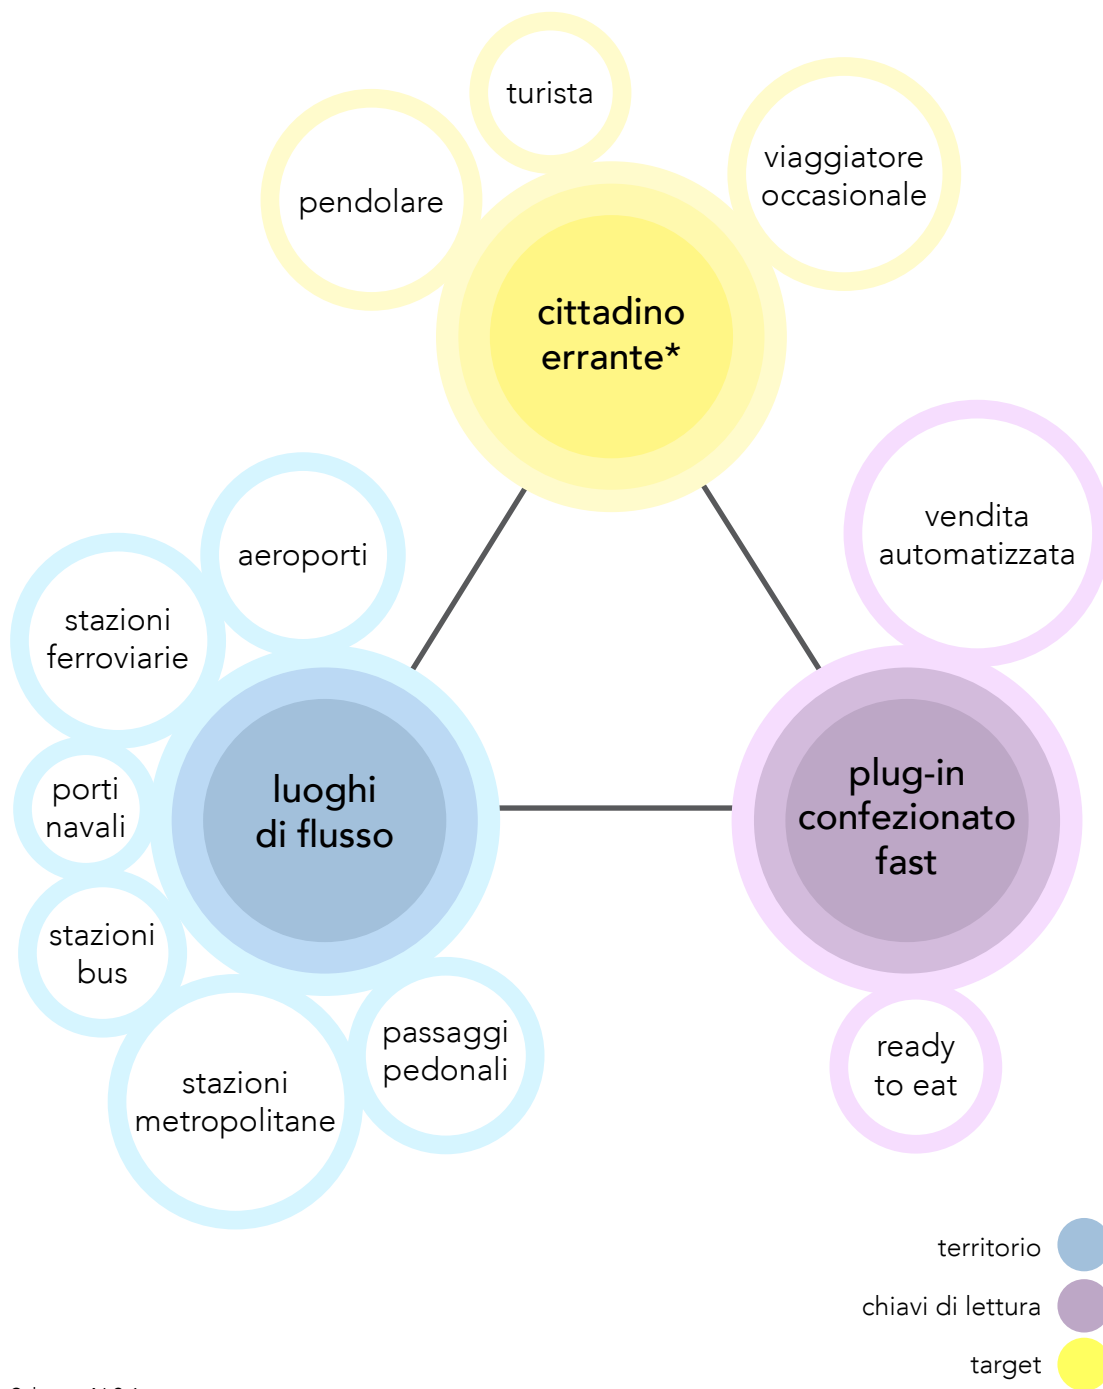 turista
viaggiatore
occasionale
pendolare
cittadino
errante*
vendita
automatizzata
aeroporti
stazioni
ferroviarie
porti
navali
luoghi
di flusso
plug-in
confezionato
fast
stazioni
bus
passaggi
pedonali
stazioni
metropolitane
ready
to eat
territorio
chiavi di lettura
target